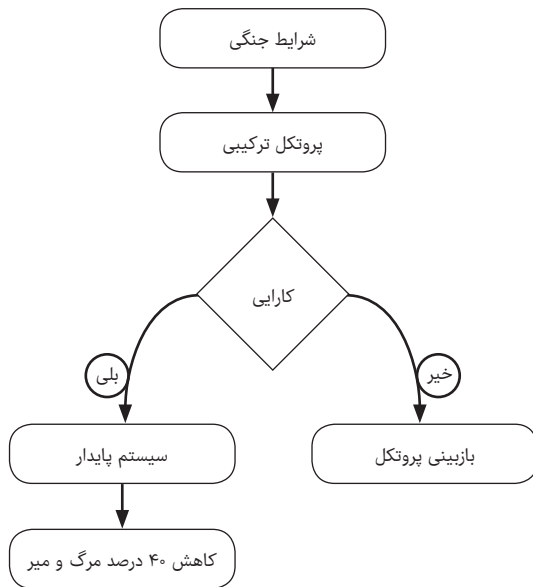 شرایط جنگی
پروتکل ترکیبی
کارایی
خیر
بلی
بازبینی پروتکل
سیستم پایدار
کاهش ۴۰ درصد مرگ و میر